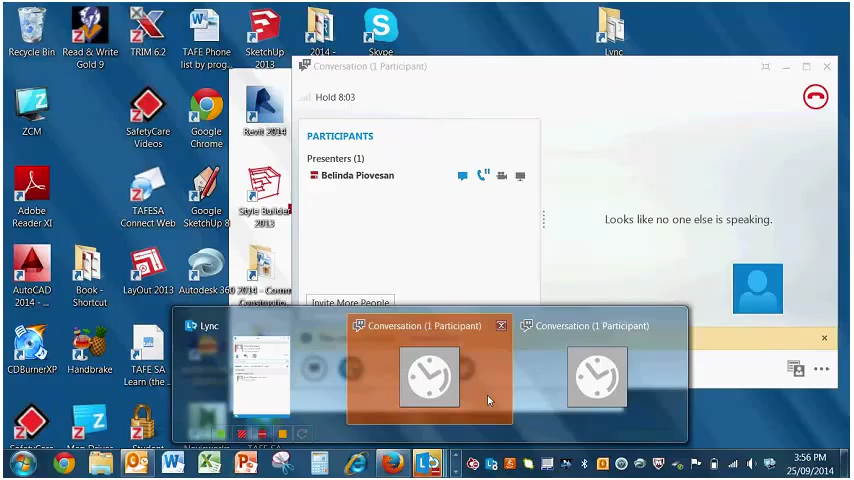 Recycle Bin
Read & Write
Gold 9
TRIM 6.2
TAFE Phone
list by prog...
SketchUp
2013
2014 -
Skype
Lync
Conversation (1 Participant)
Hold 8:03
ZCM
SafetyCare
Videos
Google
Chrome
Revit 2014
PARTICIPANTS
Presenters (1)
Belinda Piovesan
Looks like no one else is speaking.
Adobe
Reader XI
TAFESA
Connect Web
Google
SketchUp 8
Style Builder
2013
AutoCAD
2014 - ...
Book -
Shortcut
LayOut 2013
Autodesk 360
2014 - Comm
Constructio...
Invite More People
Lync
Conversation (1 Participant)
Conversation (1 Participant)
CDBurnerXP
Handbrake
TAFE SA
Learn (the ...
SafetyCare
Student
3:56 PM
25/09/2014